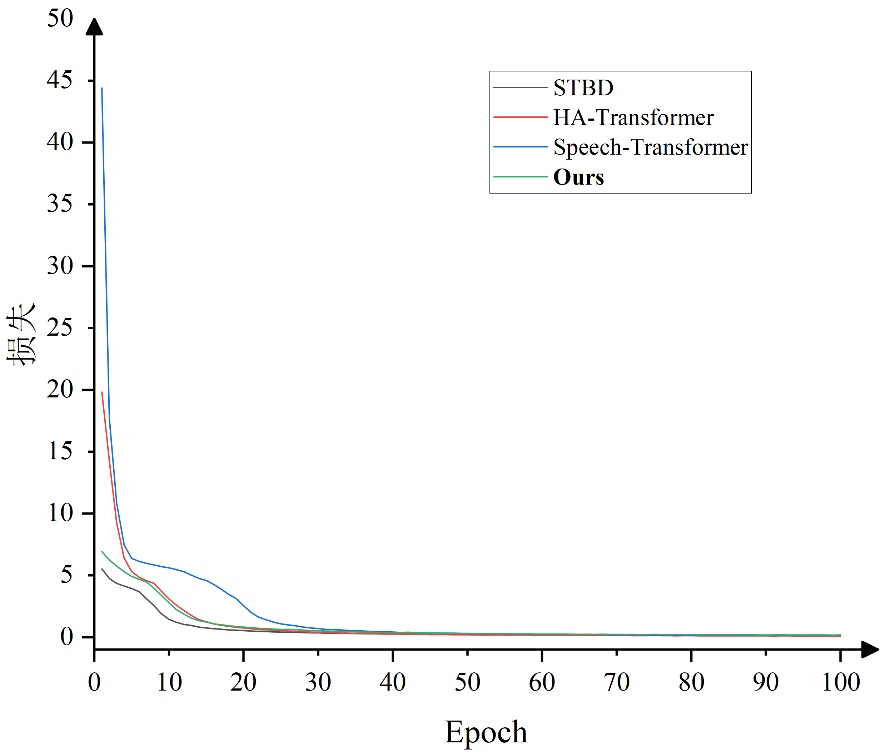 50
45
40
35
30
25
20
15
10
5
0
损失
STBD
HA-Transformer
Speech-Transformer
Ours
0 10 20 30 40 50 60 70 80 90 100
Epoch